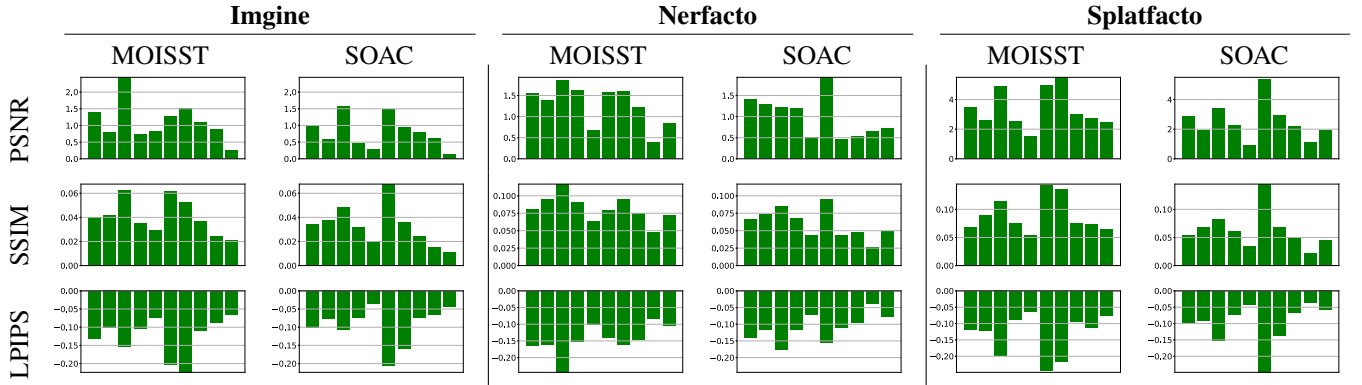 Imgine Nerfacto Splatfacto
MOISST SOAC MOISST SOAC MOISST SOAC
PSNR
2.0 2.0 1.5 1.5 4 4
1.5 1.5 1.0 1.0 2 2
1.0 1.0 0.5 0.5 0 0
0.5 0.5 0.0 0.0
0.0 0.0
SSIM
0.06 0.06 0.100 0.100 0.10 0.10
0.04 0.04 0.075 0.075 0.05 0.05
0.02 0.02 0.050 0.050 0.00 0.00
0.00 0.00 0.025 0.025
0.000 0.000
LPIPS
0.00 0.00 0.00 0.00 0.00 0.00
−0.05 −0.05 −0.05 −0.05 −0.05 −0.05
−0.10 −0.10 −0.10 −0.10 −0.10 −0.10
−0.15 −0.15 −0.15 −0.15 −0.15 −0.15
−0.20 −0.20 −0.20 −0.20 −0.20 −0.20